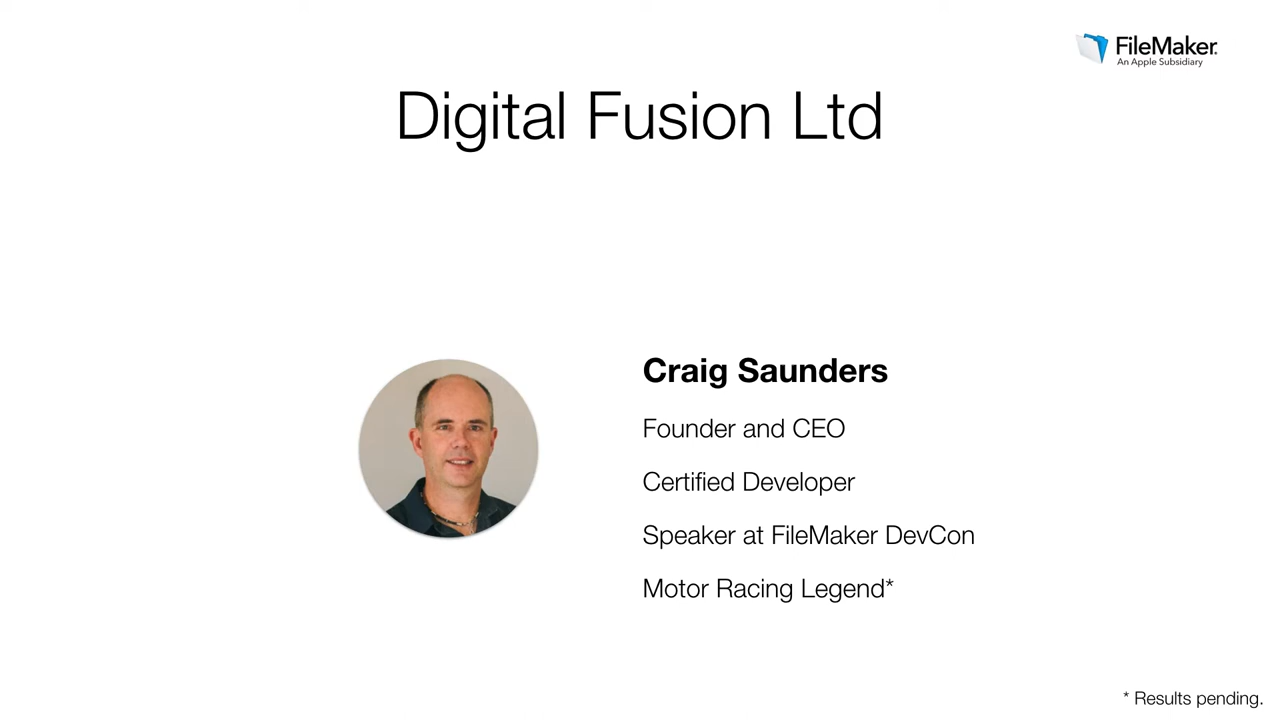 FileMaker
An Apple Subsidiary
Digital Fusion Ltd
Craig Saunders
Founder and CEO
Certified Developer
Speaker at FileMaker DevCon
Motor Racing Legend*
* Results pending.